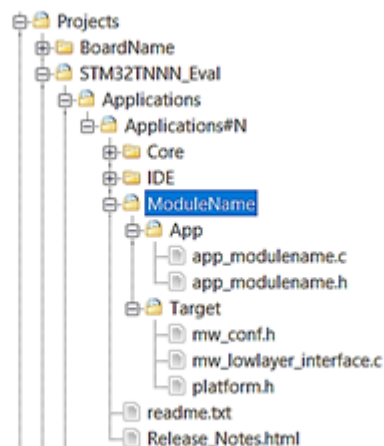 Projects
BoardName
STM32TNNN_Eval
Applications
Applications#N
Core
IDE
ModuleName
App
app_modulename.c
app_modulename.h
Target
mw_conf.h
mw_lowlayer_interface.c
platform.h
readme.txt
Release_Notes.html